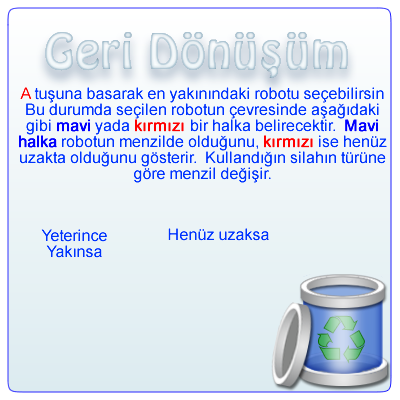 Geri Dönüşüm
A tuşuna basarak en yakınındaki robotu seçebilirsin
Bu durumda seçilen robotun çevresinde aşağıdaki
gibi mavi yada kırmızı bir halka belirecektir. Mavi
halka robotun menzilde olduğunu, kırmızı ise henüz
uzakta olduğunu gösterir. Kullandığın silahın türüne
göre menzil değişir.
Yeterince
Yakınsa
Henüz uzaksa